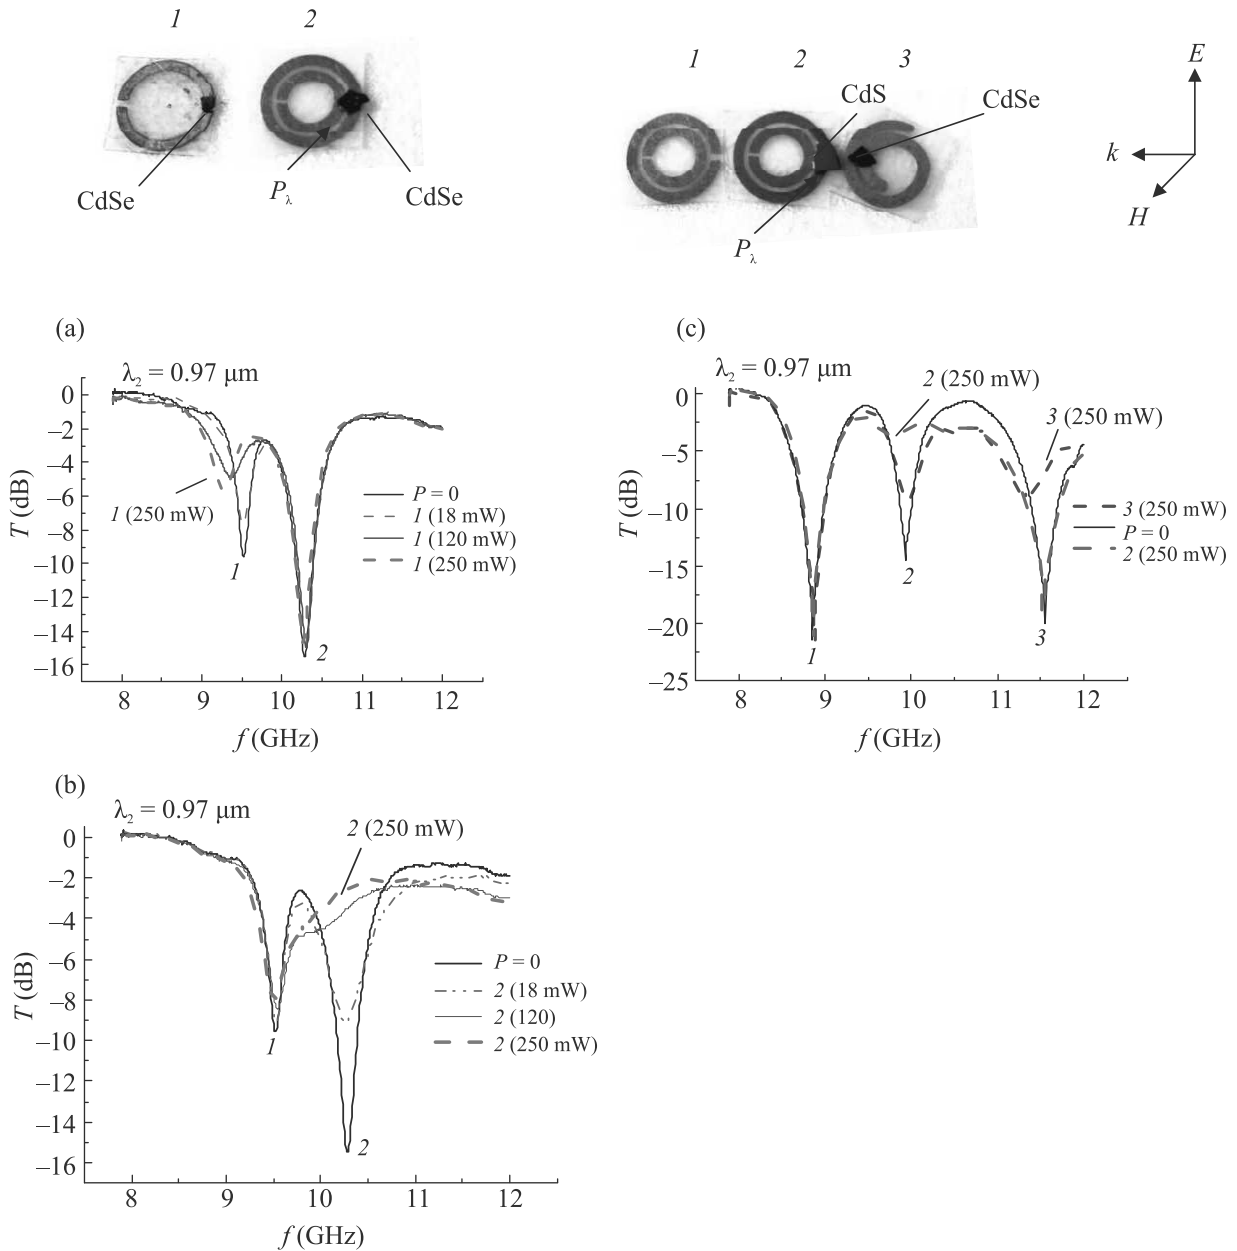 1 2
CdSe
P_λ
CdSe
1 2 3
CdS
CdSe
P_λ
E
k
H
(a)
λ₂ = 0.97 μm
T (dB)
0
–2
–4
–6
–8
–10
–12
–14
–16
1 (250 mW)
1
2
P = 0
1 (18 mW)
1 (120 mW)
1 (250 mW)
8 9 10 11 12
f (GHz)
(c)
λ₂ = 0.97 μm
T (dB)
0
–5
–10
–15
–20
–25
2 (250 mW)
3 (250 mW)
1
2
3
3 (250 mW)
P = 0
2 (250 mW)
8 9 10 11 12
f (GHz)
(b)
λ₂ = 0.97 μm
T (dB)
0
–2
–4
–6
–8
–10
–12
–14
–16
2 (250 mW)
1
2
P = 0
2 (18 mW)
2 (120)
2 (250 mW)
8 9 10 11 12
f (GHz)